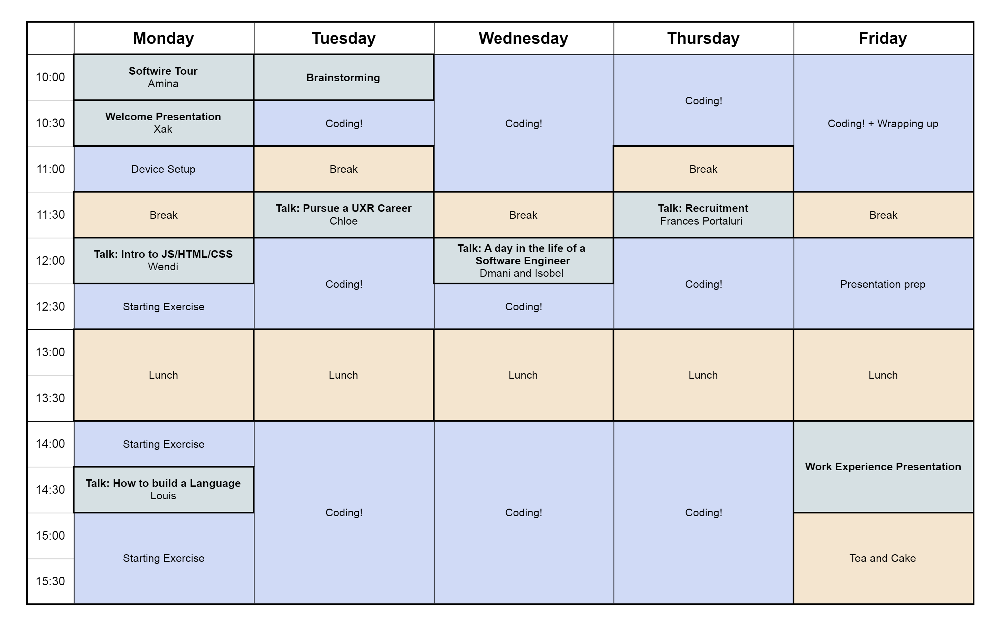 Monday
Tuesday
Wednesday
Thursday
Friday
10:00
Softwire Tour
Amina
Brainstorming
Coding!
Coding!
Coding! + Wrapping up
10:30
Welcome Presentation
Xak
Coding!
11:00
Device Setup
Break
Break
11:30
Break
Talk: Pursue a UXR Career
Chloe
Break
Talk: Recruitment
Frances Portaluri
Break
12:00
Talk: Intro to JS/HTML/CSS
Wendi
Coding!
Talk: A day in the life of a
Software Engineer
Dmani and Isobel
Coding!
Presentation prep
12:30
Starting Exercise
Coding!
13:00
Lunch
Lunch
Lunch
Lunch
Lunch
13:30
14:00
Starting Exercise
Coding!
Coding!
Coding!
Work Experience Presentation
14:30
Talk: How to build a Language
Louis
15:00
Starting Exercise
Tea and Cake
15:30